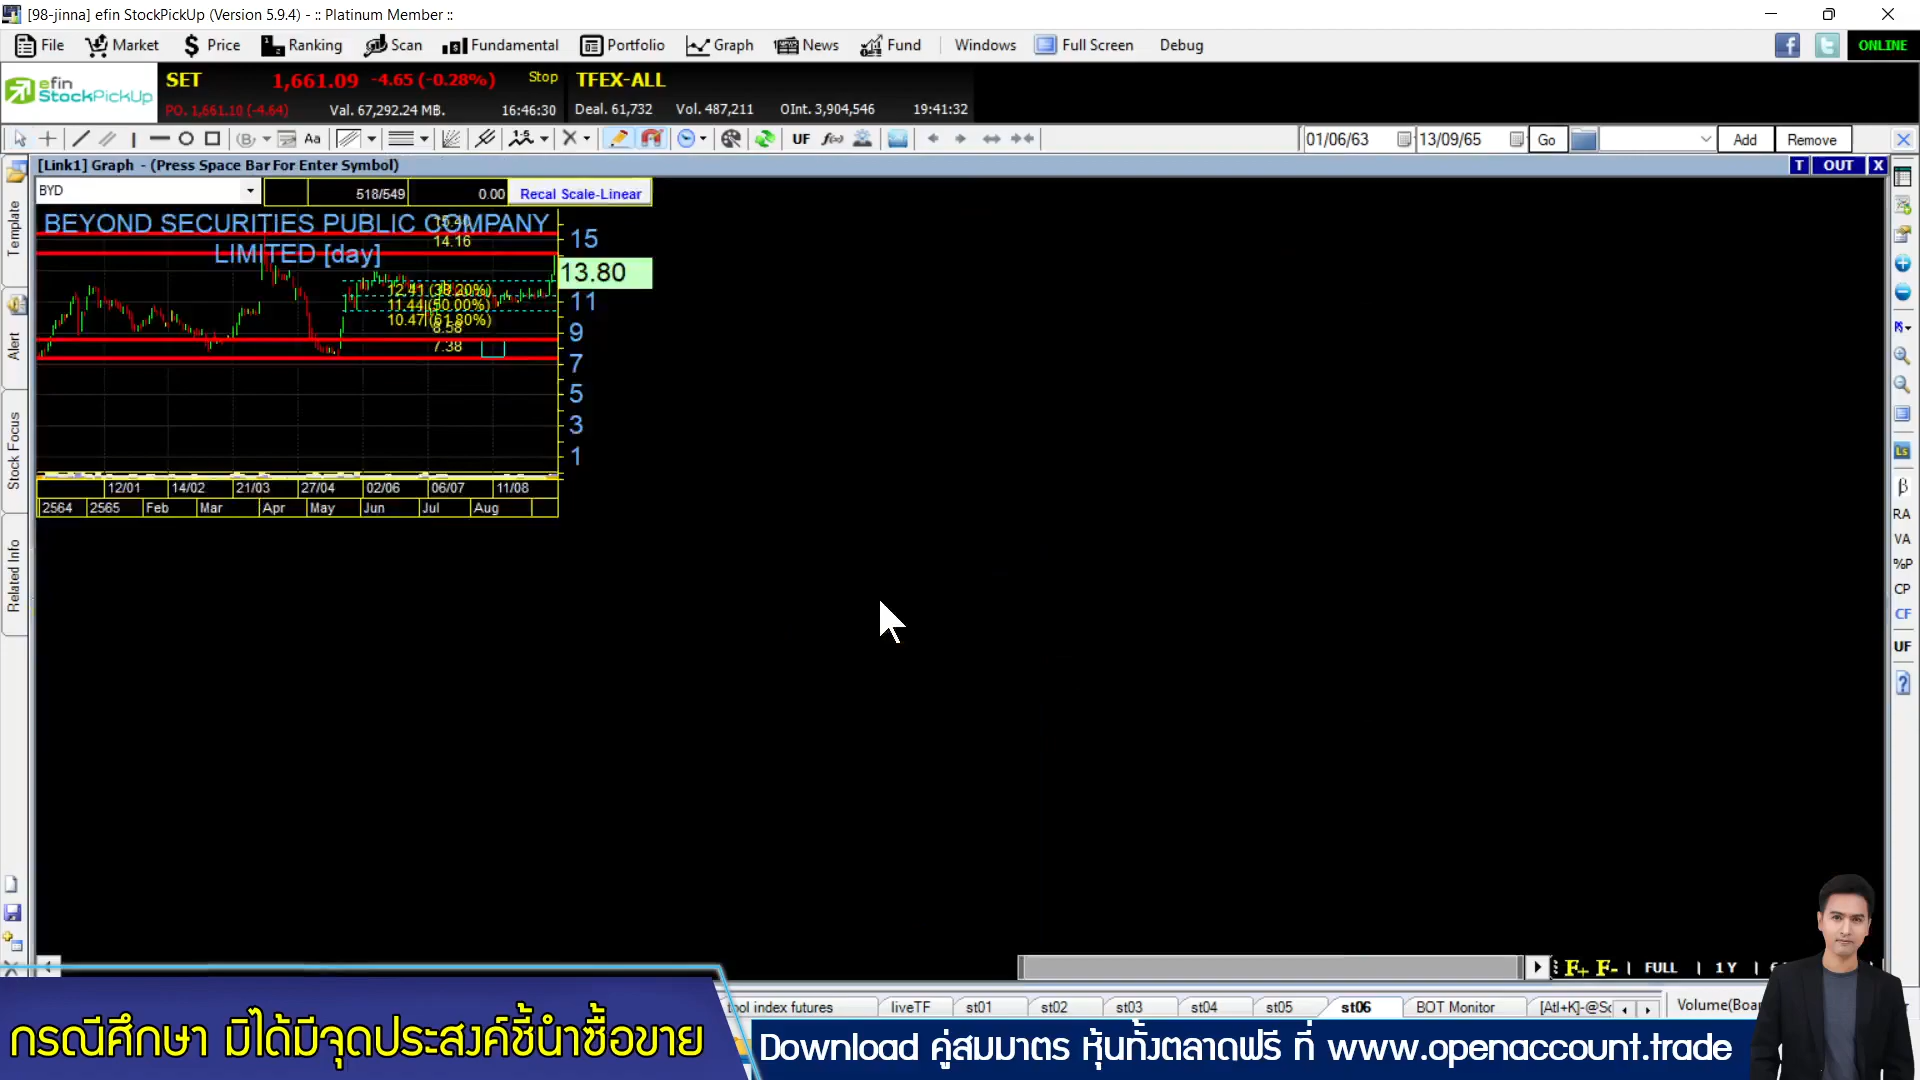 [98-jinna] efin StockPickUp (Version 5.9.4) - :: Platinum Member ::
File Market Price Ranking Scan Fundamental Portfolio Graph News Fund Windows Full Screen Debug ONLINE
efin StockPickUp
SET 1,661.09 -4.65 (-0.28%) Stop TFEX-ALL
PO. 1,661.10 (-4.64) Val. 67,292.24 MB. 16:46:30 Deal. 61,732 Vol. 487,211 OInt. 3,904,546 19:41:32
Aa UF 01/06/63 13/09/65 Go Add Remove
[Link1] Graph - (Press Space Bar For Enter Symbol) T OUT X
BYD 518/549 0.00 Recal Scale-Linear
BEYOND SECURITIES PUBLIC COMPANY
LIMITED [day]
14.16
12.41 (38.20%)
11.44 (50.00%)
10.47 (61.80%)
8.58
7.38
15
13.80
11
9
7
5
3
1
12/01 14/02 21/03 27/04 02/06 06/07 11/08
2564 2565 Feb Mar Apr May Jun Jul Aug
Template
Alert
Stock Focus
Related Info
β
RA
VA
%P
CP
CF
UF
F+ F- | FULL | 1Y |
tool index futures liveTF st01 st02 st03 st04 st05 st06 BOT Monitor
กรณีศึกษา มิได้มีจุดประสงค์ชี้นำซื้อขาย
Download คู่สมมาตร หุ้นทั้งตลาดฟรี ที่ www.openaccount.trade